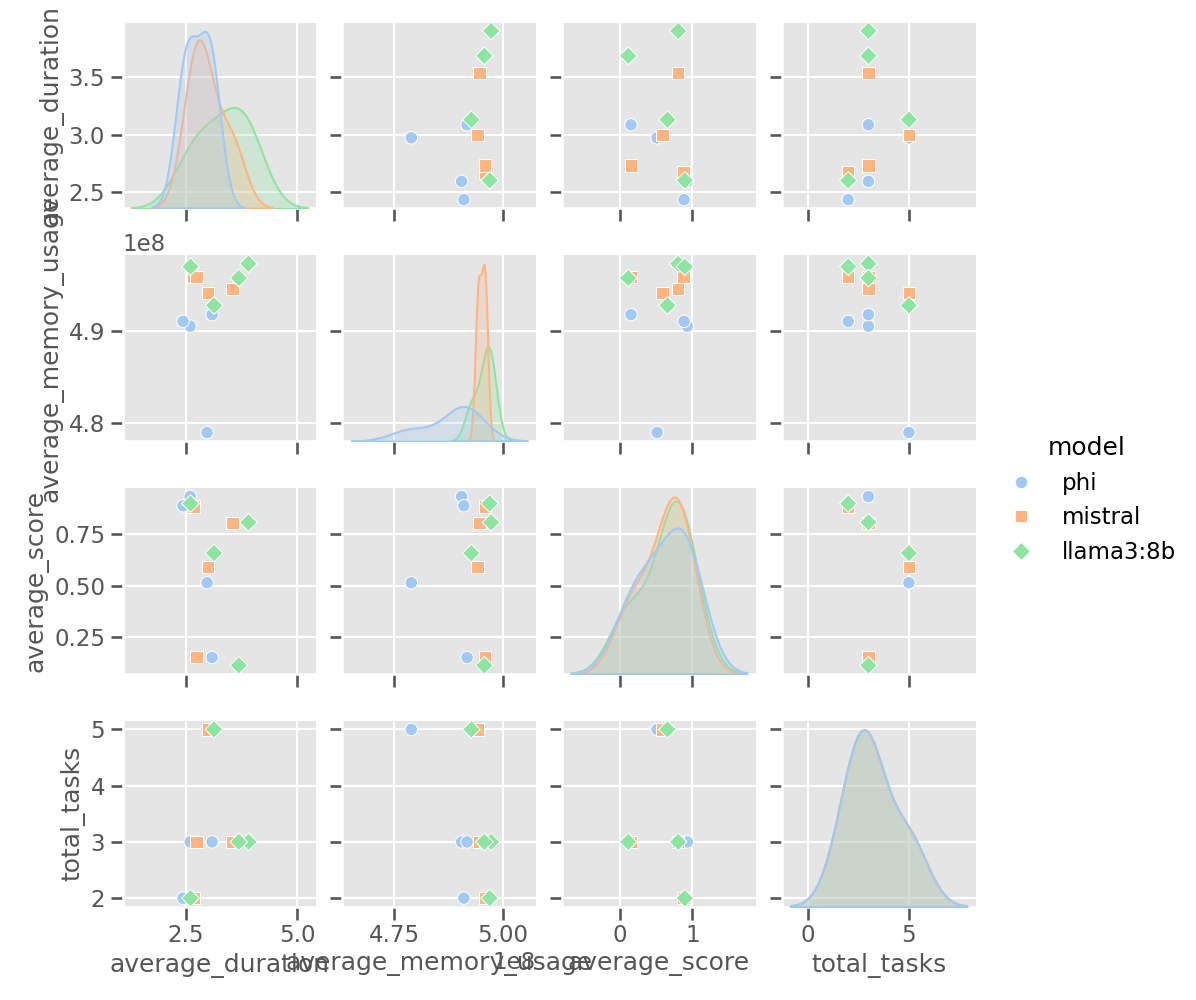 average_duration
3.5
3.0
2.5
1e8
average_memory_usage
4.9
4.8
average_score
0.75
0.50
0.25
total_tasks
5
4
3
2
2.5 5.0 4.75 5.00 0 1 0 5
1e8
average_duration average_memory_usage average_score total_tasks
model
phi
mistral
llama3:8b